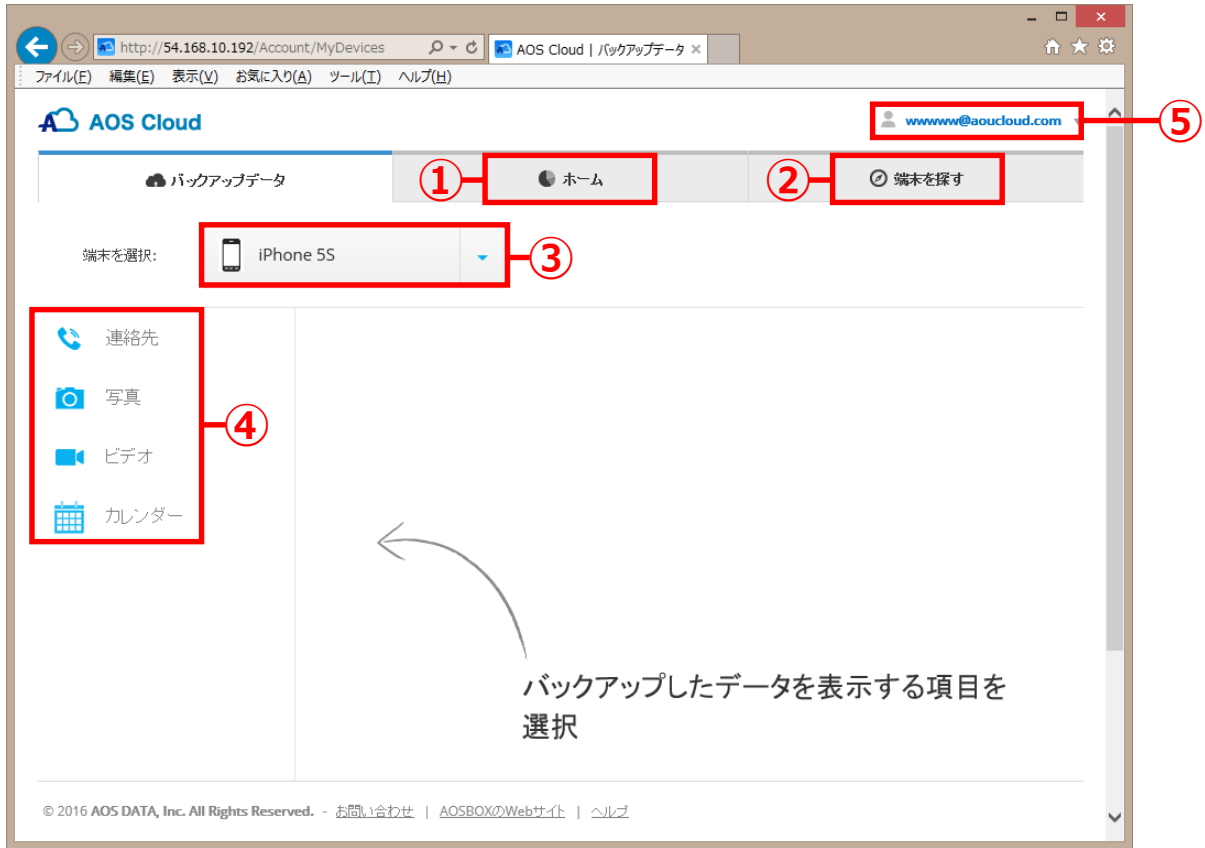 http://54.168.10.192/Account/MyDevices
AOS Cloud | バックアップデータ ×
ファイル(F) 編集(E) 表示(V) お気に入り(A) ツール(T) ヘルプ(H)
AOS Cloud
wwwww@aoucloud.com
⑤
バックアップデータ
①
ホーム
②
端末を探す
端末を選択:
iPhone 5S
③
連絡先
写真
ビデオ
カレンダー
④
バックアップしたデータを表示する項目を
選択
© 2016 AOS DATA, Inc. All Rights Reserved. - お問い合わせ | AOSBOXのWebサイト | ヘルプ